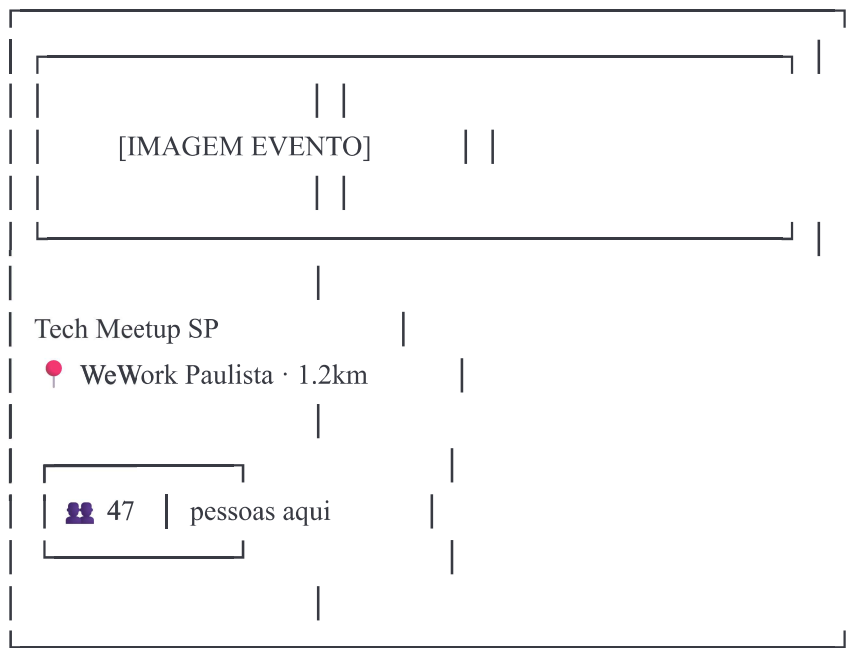 [IMAGEM EVENTO]
Tech Meetup SP
📍 WeWork Paulista · 1.2km
👥 47 pessoas aqui